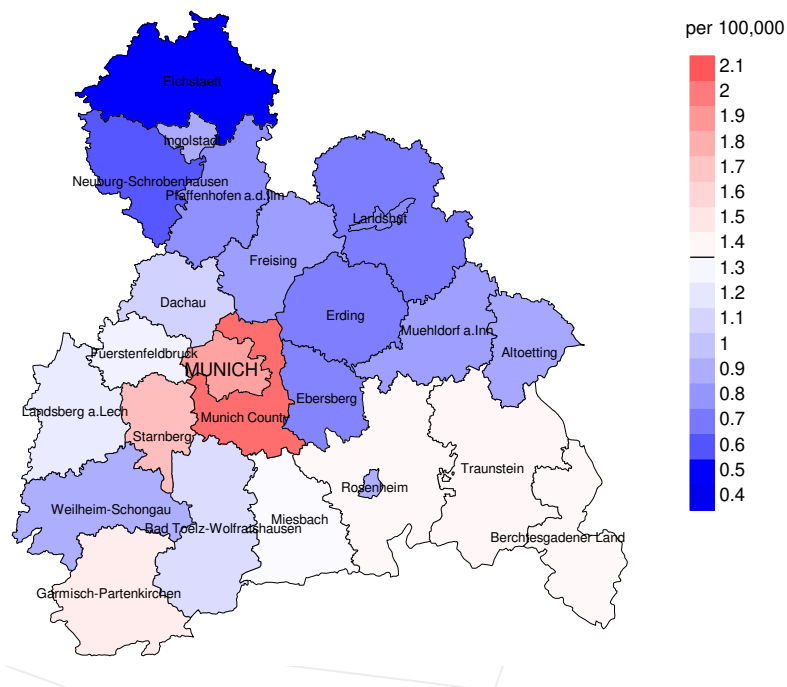 per 100,000
2.1
2
1.9
1.8
1.7
1.6
1.5
1.4
1.3
1.2
1.1
1
0.9
0.8
0.7
0.6
0.5
0.4
Eichstaett
Ingolstadt
Neuburg-Schrobenhausen
Pfaffenhofen a.d.Ilm
Landshut
Freising
Dachau
Erding
Muehldorf a.Inn
Altoetting
Fuerstenfeldbruck
MUNICH
Ebersberg
Landsberg a.Lech
Munich County
Starnberg
Traunstein
Rosenheim
Weilheim-Schongau
Miesbach
Bad Toelz-Wolfratshausen
Berchtesgadener Land
Garmisch-Partenkirchen